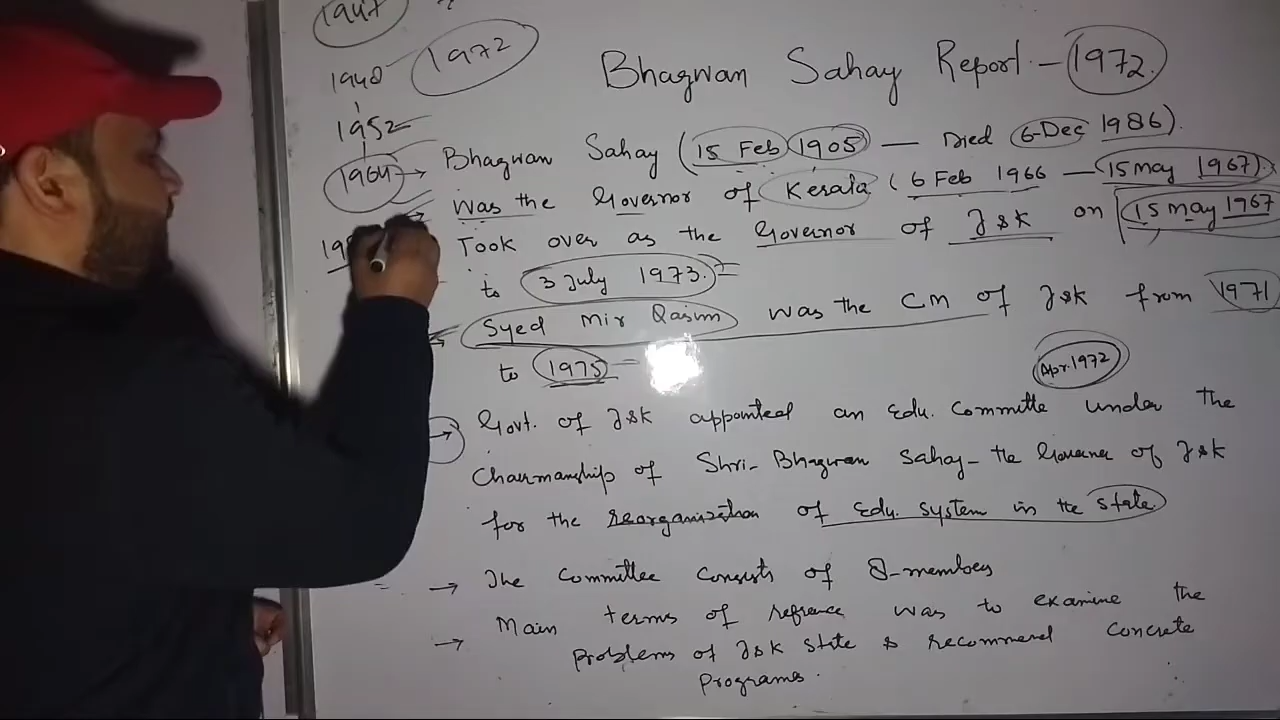 1947
1972
1948
1952
1964
19
Bhagwan Sahay Report - 1972.
→ Bhagwan Sahay (15 Feb 1905 — Died 6-Dec 1986).
→ Was the Governor of Kerala (6 Feb 1966 — 15 May 1967).
Took over as the Governor of J&K on 15 May 1967
to 3 July 1973.
→ Syed Mir Qasim was the CM of J&K from 1971
to 1975
Apr. 1972
→ Govt. of J&K appointed an Edu. Committe under the
Chairmanship of Shri- Bhagwan Sahay - the Governer of J&K
for the reorganization of Edu. system in the state
→ The Committee Consists of 8-members
→ Main terms of refrence was to examine the
Problems of J&K state & recommend Concrete
Programs.